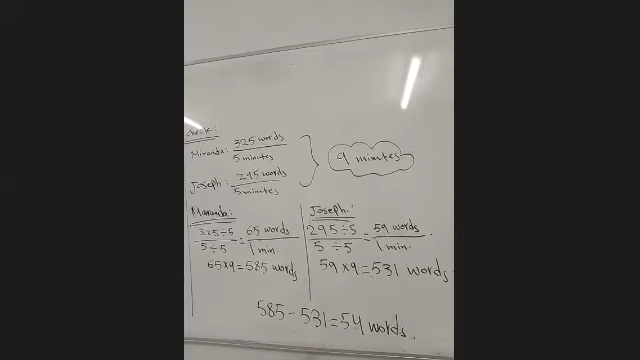 check:
Miranda: 325 words / 5 minutes
Joseph: 295 words / 5 minutes
9 minutes
Maranda:
325÷5 / 5÷5 = 65 words / 1 min.
65×9=585 words
Joseph:
295÷5 / 5÷5 = 59 words / 1 min.
59×9=531 words
585-531=54 words.